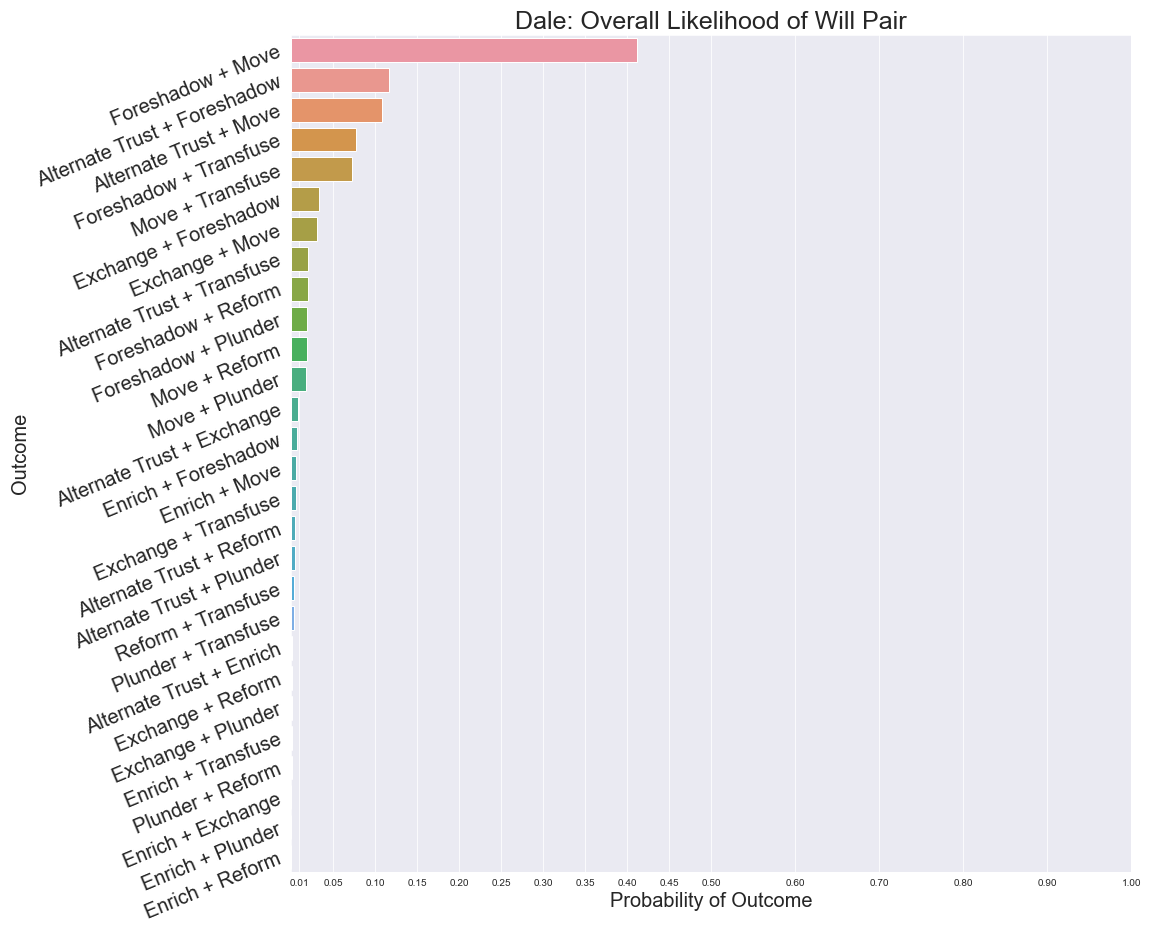 Dale: Overall Likelihood of Will Pair
Foreshadow + Move
Alternate Trust + Foreshadow
Alternate Trust + Move
Foreshadow + Transfuse
Move + Transfuse
Exchange + Foreshadow
Exchange + Move
Alternate Trust + Transfuse
Foreshadow + Reform
Foreshadow + Plunder
Move + Reform
Move + Plunder
Alternate Trust + Exchange
Enrich + Foreshadow
Enrich + Move
Exchange + Transfuse
Alternate Trust + Reform
Alternate Trust + Plunder
Reform + Transfuse
Plunder + Transfuse
Alternate Trust + Enrich
Exchange + Reform
Exchange + Plunder
Enrich + Transfuse
Plunder + Reform
Enrich + Exchange
Enrich + Plunder
Enrich + Reform
Outcome
0.01 0.05 0.10 0.15 0.20 0.25 0.30 0.35 0.40 0.45 0.50 0.60 0.70 0.80 0.90 1.00
Probability of Outcome